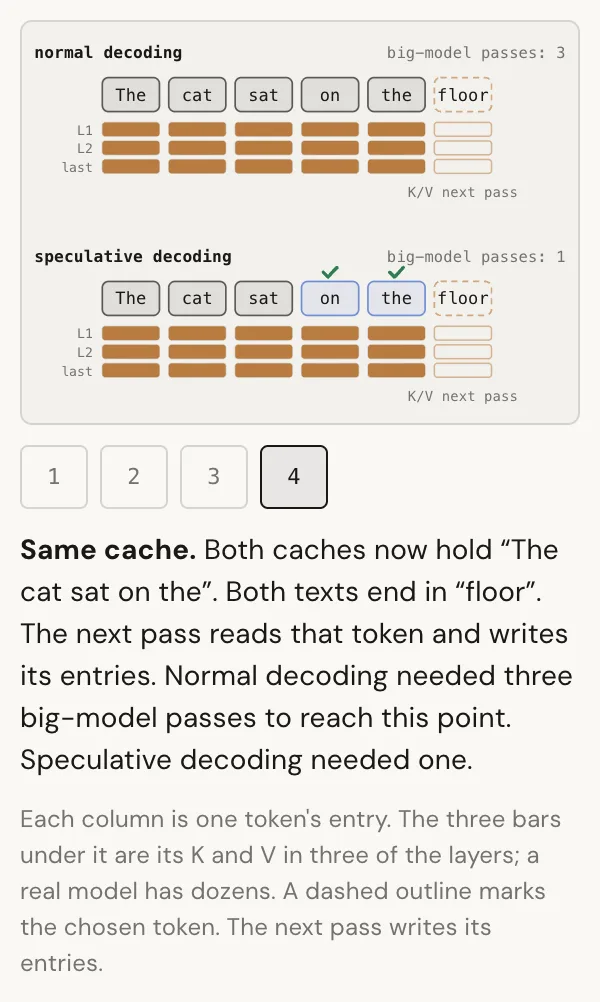 normal decoding big-model passes: 3
The cat sat on the floor
L1
L2
last
K/V next pass
speculative decoding big-model passes: 1
The cat sat on the floor
L1
L2
last
K/V next pass
1 2 3 4
Same cache. Both caches now hold “The
cat sat on the”. Both texts end in “floor”.
The next pass reads that token and writes
its entries. Normal decoding needed three
big-model passes to reach this point.
Speculative decoding needed one.
Each column is one token's entry. The three bars
under it are its K and V in three of the layers; a
real model has dozens. A dashed outline marks
the chosen token. The next pass writes its
entries.